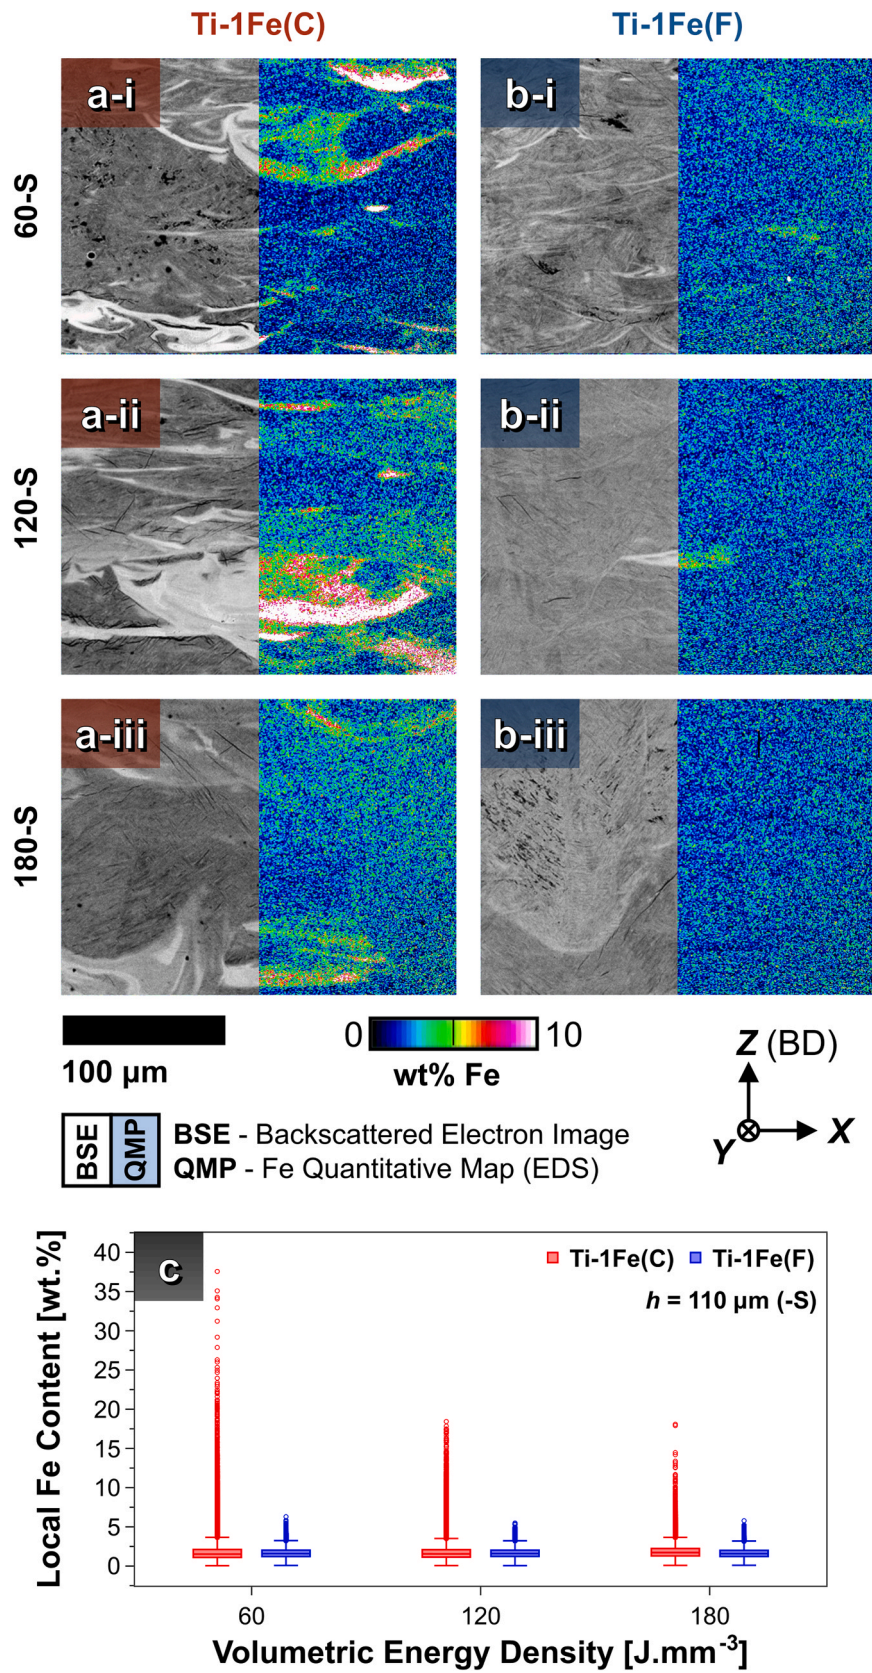 Ti-1Fe(C) Ti-1Fe(F)
a-i b-i
60-S
a-ii b-ii
120-S
a-iii b-iii
180-S
100 µm
0 10
wt% Fe
Z (BD)
Y X
BSE QMP
BSE - Backscattered Electron Image
QMP - Fe Quantitative Map (EDS)
c
Ti-1Fe(C) Ti-1Fe(F)
h = 110 µm (-S)
Local Fe Content [wt.%]
40
35
30
25
20
15
10
5
0
60 120 180
Volumetric Energy Density [J.mm⁻³]